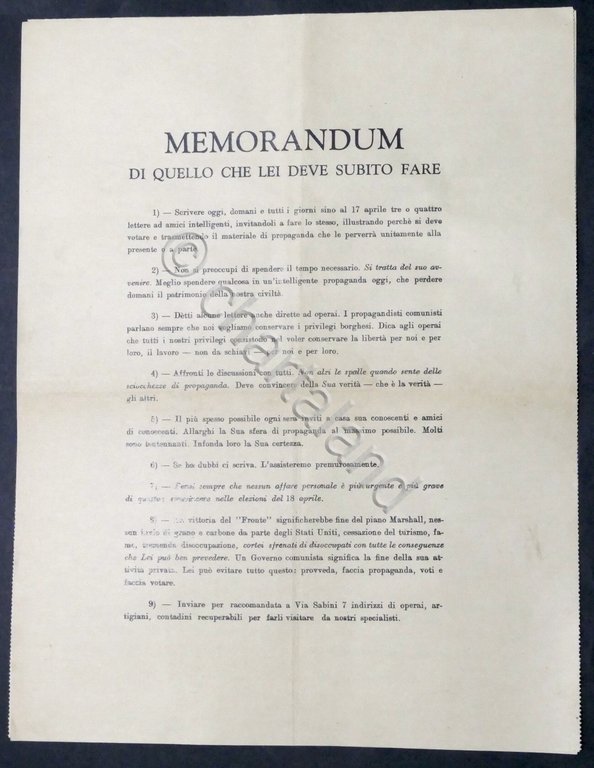 MEMORANDUM
DI QUELLO CHE LEI DEVE SUBITO FARE
1) — Scrivere oggi, domani e tutti i giorni sino al 17 aprile tre o quattro
lettere ad amici intelligenti, invitandoli a fare lo stesso, illustrando perchè si deve
votare e trasmettendo il materiale di propaganda che le perverrà unitamente alla
presente o a parte.
2) — Non si preoccupi di spendere il tempo necessario. Si tratta del suo av-
venire. Meglio spendere qualcosa in un'intelligente propaganda oggi, che perdere
domani il patrimonio della nostra civiltà.
3) — Detti alcune lettere anche dirette ad operai. I propagandisti comunisti
parlano sempre che noi vogliamo conservare i privilegi borghesi. Dica agli operai
che tutti i nostri privilegi consistono nel voler conservare la libertà per noi e per
loro, il lavoro — non da schiavi — per noi e per loro.
4) — Affronti le discussioni con tutti. Non alzi le spalle quando sente delle
sciocchezze di propaganda. Deve convincere della Sua verità — che è la verità —
gli altri.
5) — Il più spesso possibile ogni sera inviti a casa sua conoscenti e amici
di conoscenti. Allarghi la Sua sfera di propaganda al massimo possibile. Molti
sono tentennanti. Infonda loro la Sua certezza.
6) — Se ha dubbi ci scriva. L'assisteremo premurosamente.
7) — Pensi sempre che nessun affare personale è più urgente e più grave
di questo: vincere nelle elezioni del 18 aprile.
8) — La vittoria del "Fronte" significherebbe fine del piano Marshall, nes-
sun invio di grano e carbone da parte degli Stati Uniti, cessazione del turismo, fa-
me, tremenda disoccupazione, cortei sfrenati di disoccupati con tutte le conseguenze
che Lei può ben prevedere. Un Governo comunista significa la fine della sua at-
tività privata. Lei può evitare tutto questo: provveda, faccia propaganda, voti e
faccia votare.
9) — Inviare per raccomandata a Via Sabini 7 indirizzi di operai, ar-
tigiani, contadini recuperabili per farli visitare da nostri specialisti.
© chartaland